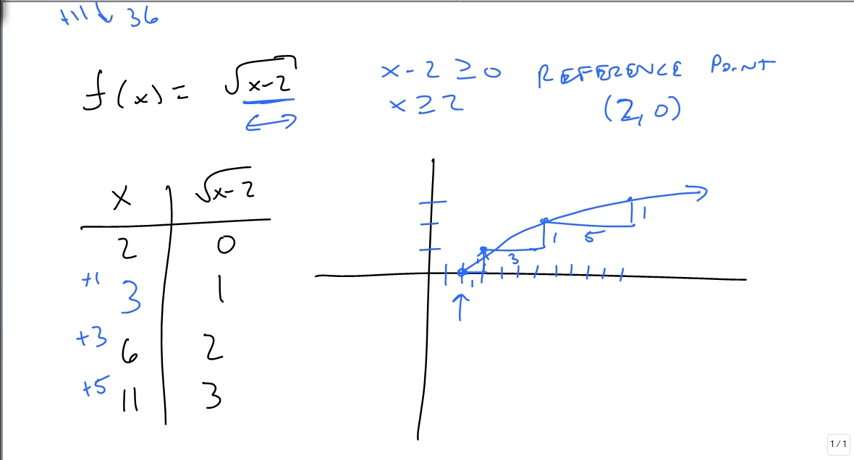 +11 36
f(x) = √x-2
x-2 ≥ 0 REFERENCE POINT
x ≥ 2 (2,0)
x √x-2
2 0
+1 3 1
+3 6 2
+5 11 3
1 3 1 5 1
1 / 1